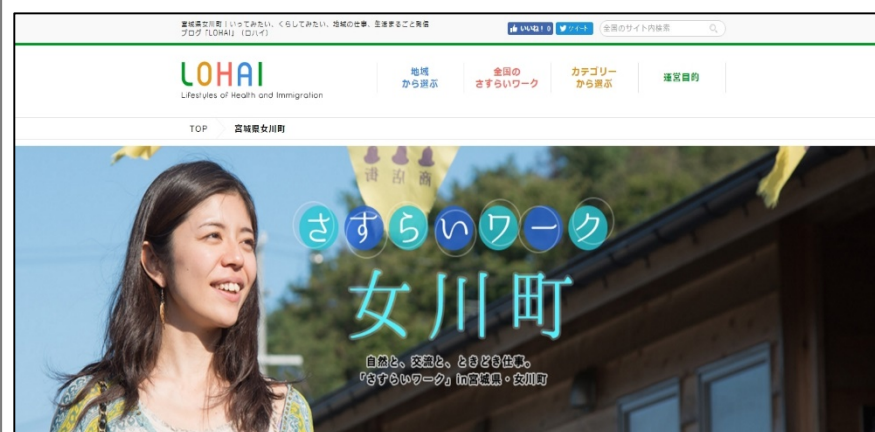 宮城県女川町｜いってみたい、くらしてみたい、地域の仕事、生活まるごと発信
ブログ「LOHAI」（ロハイ）
いいね！ 0
ツイート
全国のサイト内検索
LOHAI
Lifestyles of Health and Immigration
地域
から選ぶ
全国の
さすらいワーク
カテゴリー
から選ぶ
運営目的
TOP
宮城県女川町
商店街
さすらいワーク
女川町
自然と、交流と、ときどき仕事。
「さすらいワーク」in宮城県・女川町